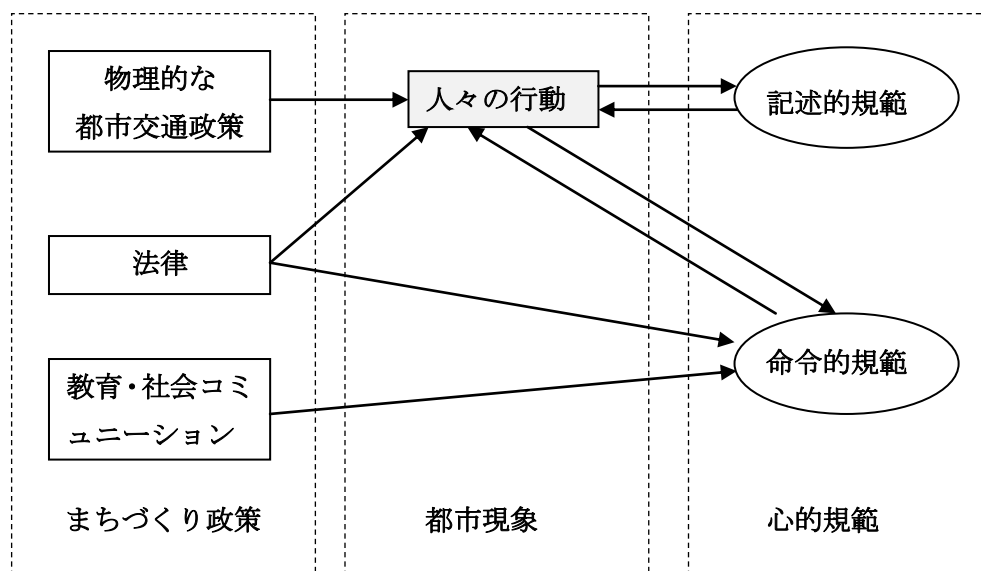 物理的な
都市交通政策
人々の行動
記述的規範
法律
命令的規範
教育・社会コミ
ュニーション
まちづくり政策
都市現象
心的規範